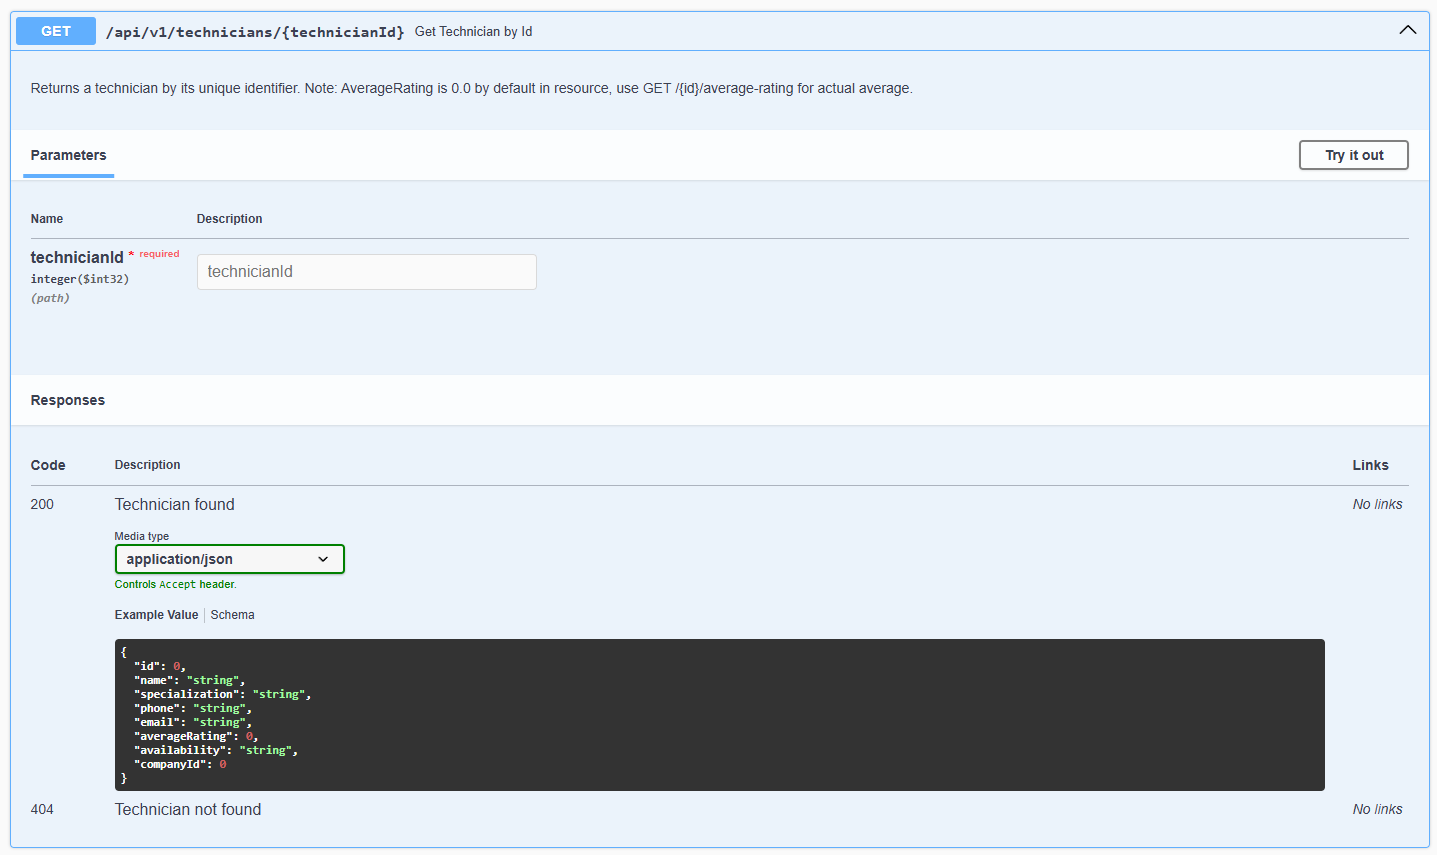 GET /api/v1/technicians/{technicianId} Get Technician by Id
Returns a technician by its unique identifier. Note: AverageRating is 0.0 by default in resource, use GET /{id}/average-rating for actual average.
Parameters Try it out
Name Description
technicianId * required
integer($int32)
(path)
technicianId
Responses
Code Description Links
200 Technician found No links
Media type
application/json
Controls Accept header.
Example Value Schema
{
  "id": 0,
  "name": "string",
  "specialization": "string",
  "phone": "string",
  "email": "string",
  "averageRating": 0,
  "availability": "string",
  "companyId": 0
}
404 Technician not found No links